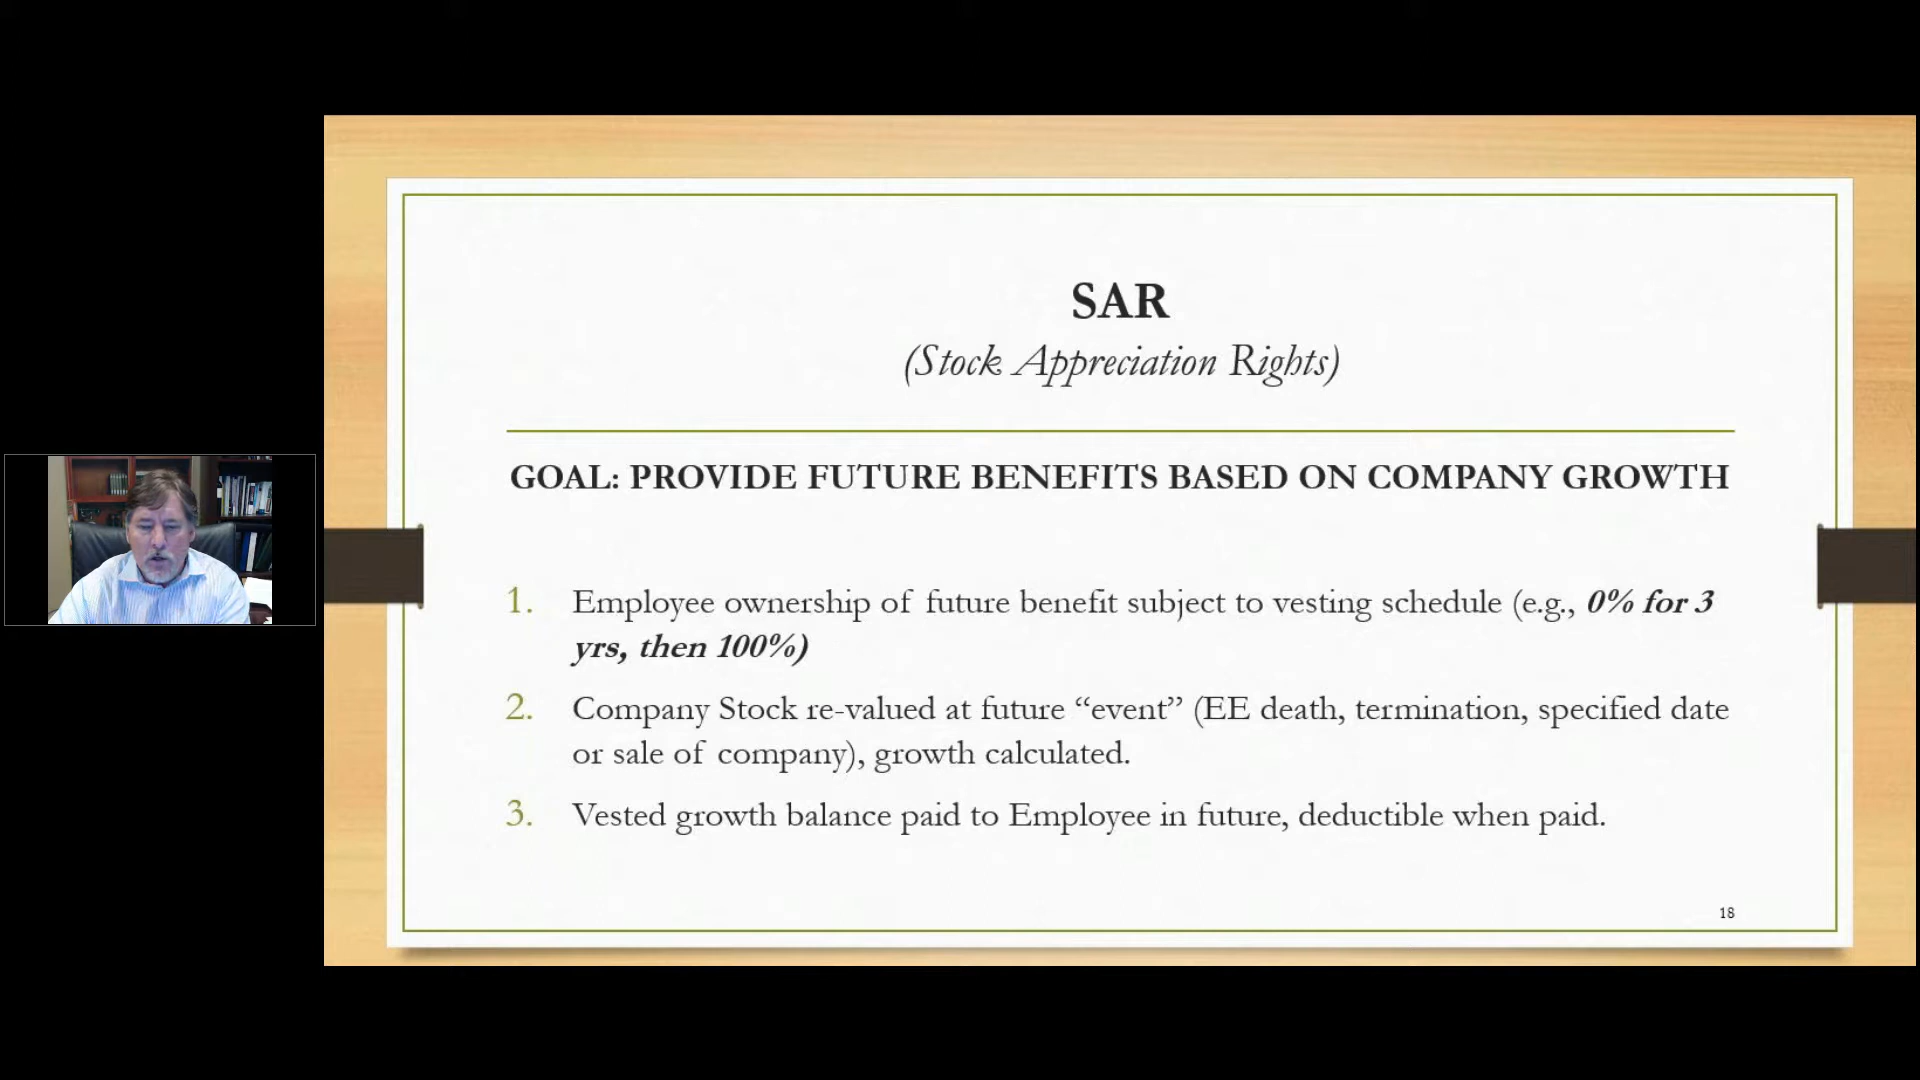 SAR
(Stock Appreciation Rights)
GOAL: PROVIDE FUTURE BENEFITS BASED ON COMPANY GROWTH
1. Employee ownership of future benefit subject to vesting schedule (e.g., 0% for 3
yrs, then 100%)
2. Company Stock re-valued at future “event” (EE death, termination, specified date
or sale of company), growth calculated.
3. Vested growth balance paid to Employee in future, deductible when paid.
18